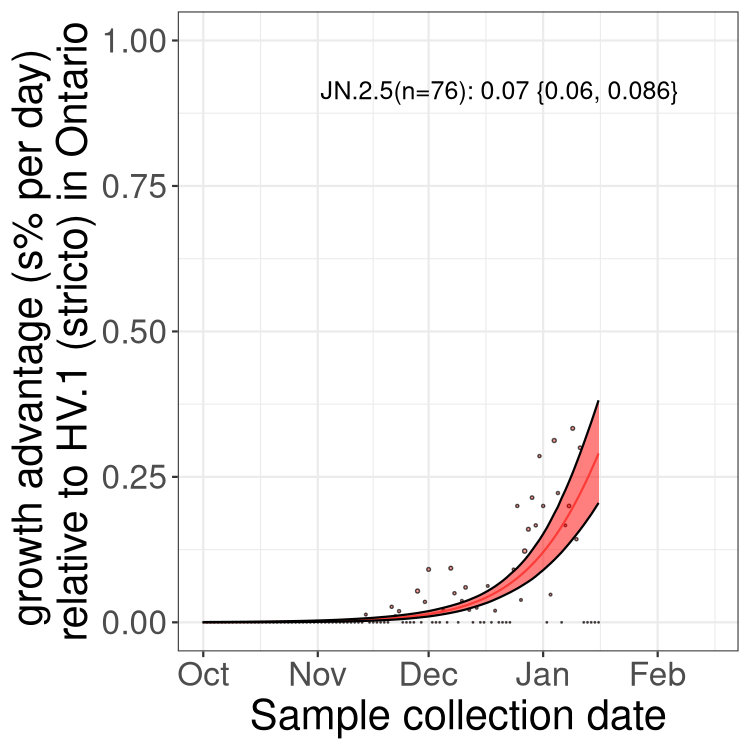 growth advantage (s% per day)
relative to HV.1 (stricto) in Ontario
1.00
0.75
0.50
0.25
0.00
JN.2.5(n=76): 0.07 {0.06, 0.086}
Oct Nov Dec Jan Feb
Sample collection date